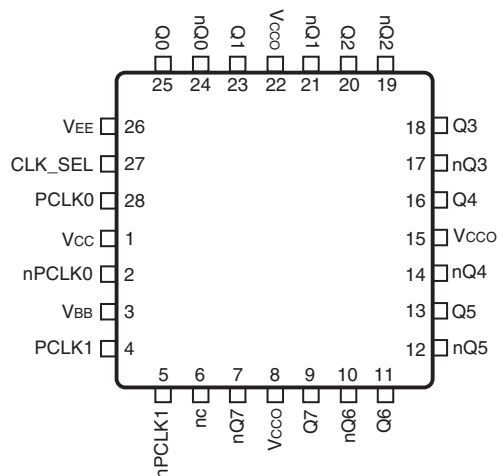 Q0 nQ0 Q1 VCCO nQ1 Q2 nQ2
25 24 23 22 21 20 19
VEE 26
CLK_SEL 27
PCLK0 28
VCC 1
nPCLK0 2
VBB 3
PCLK1 4
18 Q3
17 nQ3
16 Q4
15 VCCO
14 nQ4
13 Q5
12 nQ5
5 6 7 8 9 10 11
nPCLK1 nc nQ7 VCCO Q7 nQ6 Q6